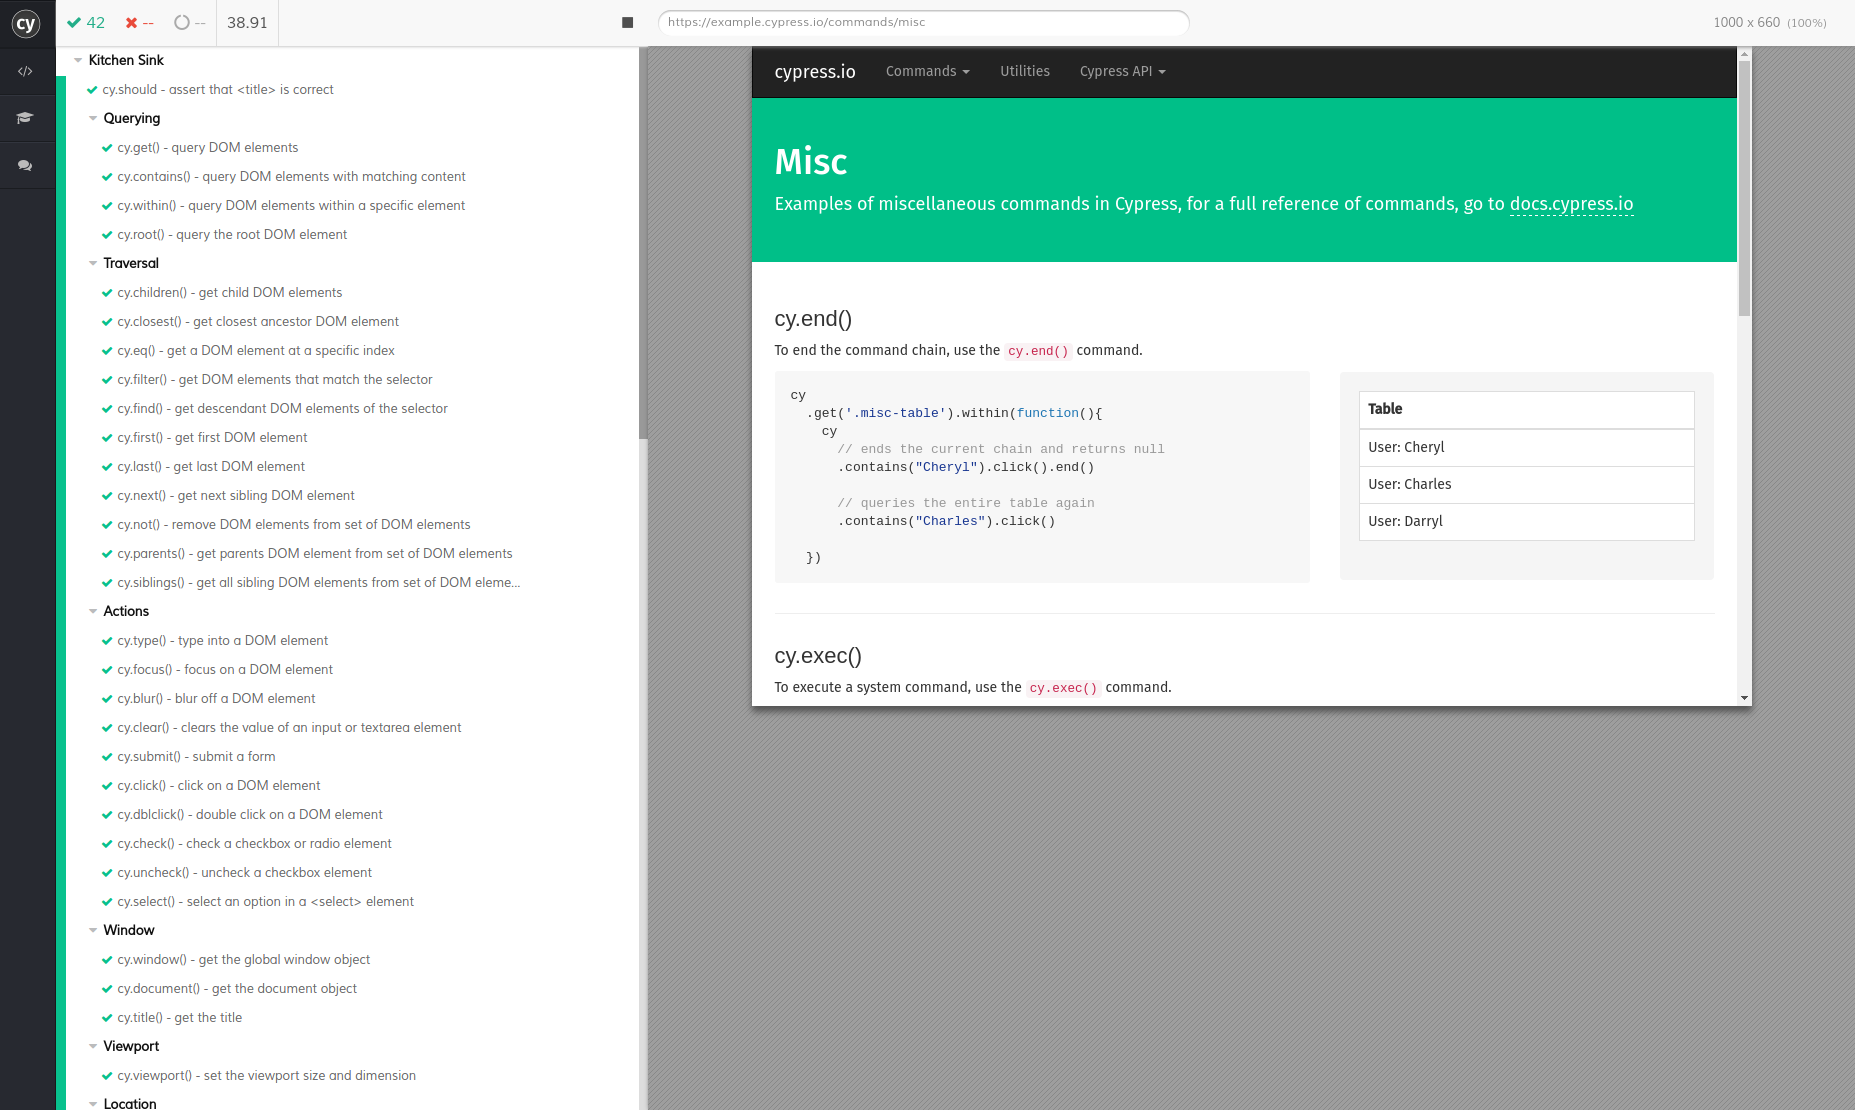 cy
42
--
--
38.91
https://example.cypress.io/commands/misc
1000 x 660 (100%)
Kitchen Sink
cy.should - assert that <title> is correct
Querying
cy.get() - query DOM elements
cy.contains() - query DOM elements with matching content
cy.within() - query DOM elements within a specific element
cy.root() - query the root DOM element
Traversal
cy.children() - get child DOM elements
cy.closest() - get closest ancestor DOM element
cy.eq() - get a DOM element at a specific index
cy.filter() - get DOM elements that match the selector
cy.find() - get descendant DOM elements of the selector
cy.first() - get first DOM element
cy.last() - get last DOM element
cy.next() - get next sibling DOM element
cy.not() - remove DOM elements from set of DOM elements
cy.parents() - get parents DOM element from set of DOM elements
cy.siblings() - get all sibling DOM elements from set of DOM eleme...
Actions
cy.type() - type into a DOM element
cy.focus() - focus on a DOM element
cy.blur() - blur off a DOM element
cy.clear() - clears the value of an input or textarea element
cy.submit() - submit a form
cy.click() - click on a DOM element
cy.dblclick() - double click on a DOM element
cy.check() - check a checkbox or radio element
cy.uncheck() - uncheck a checkbox element
cy.select() - select an option in a <select> element
Window
cy.window() - get the global window object
cy.document() - get the document object
cy.title() - get the title
Viewport
cy.viewport() - set the viewport size and dimension
Location
cypress.io Commands Utilities Cypress API
Misc
Examples of miscellaneous commands in Cypress, for a full reference of commands, go to docs.cypress.io
cy.end()
To end the command chain, use the cy.end() command.
cy
.get('.misc-table').within(function(){
cy
// ends the current chain and returns null
.contains("Cheryl").click().end()
// queries the entire table again
.contains("Charles").click()
})
Table
User: Cheryl
User: Charles
User: Darryl
cy.exec()
To execute a system command, use the cy.exec() command.